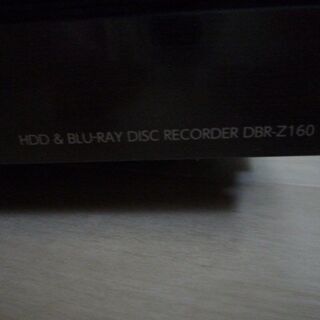 HDD & BLU-RAY DISC RECORDER DBR-Z160